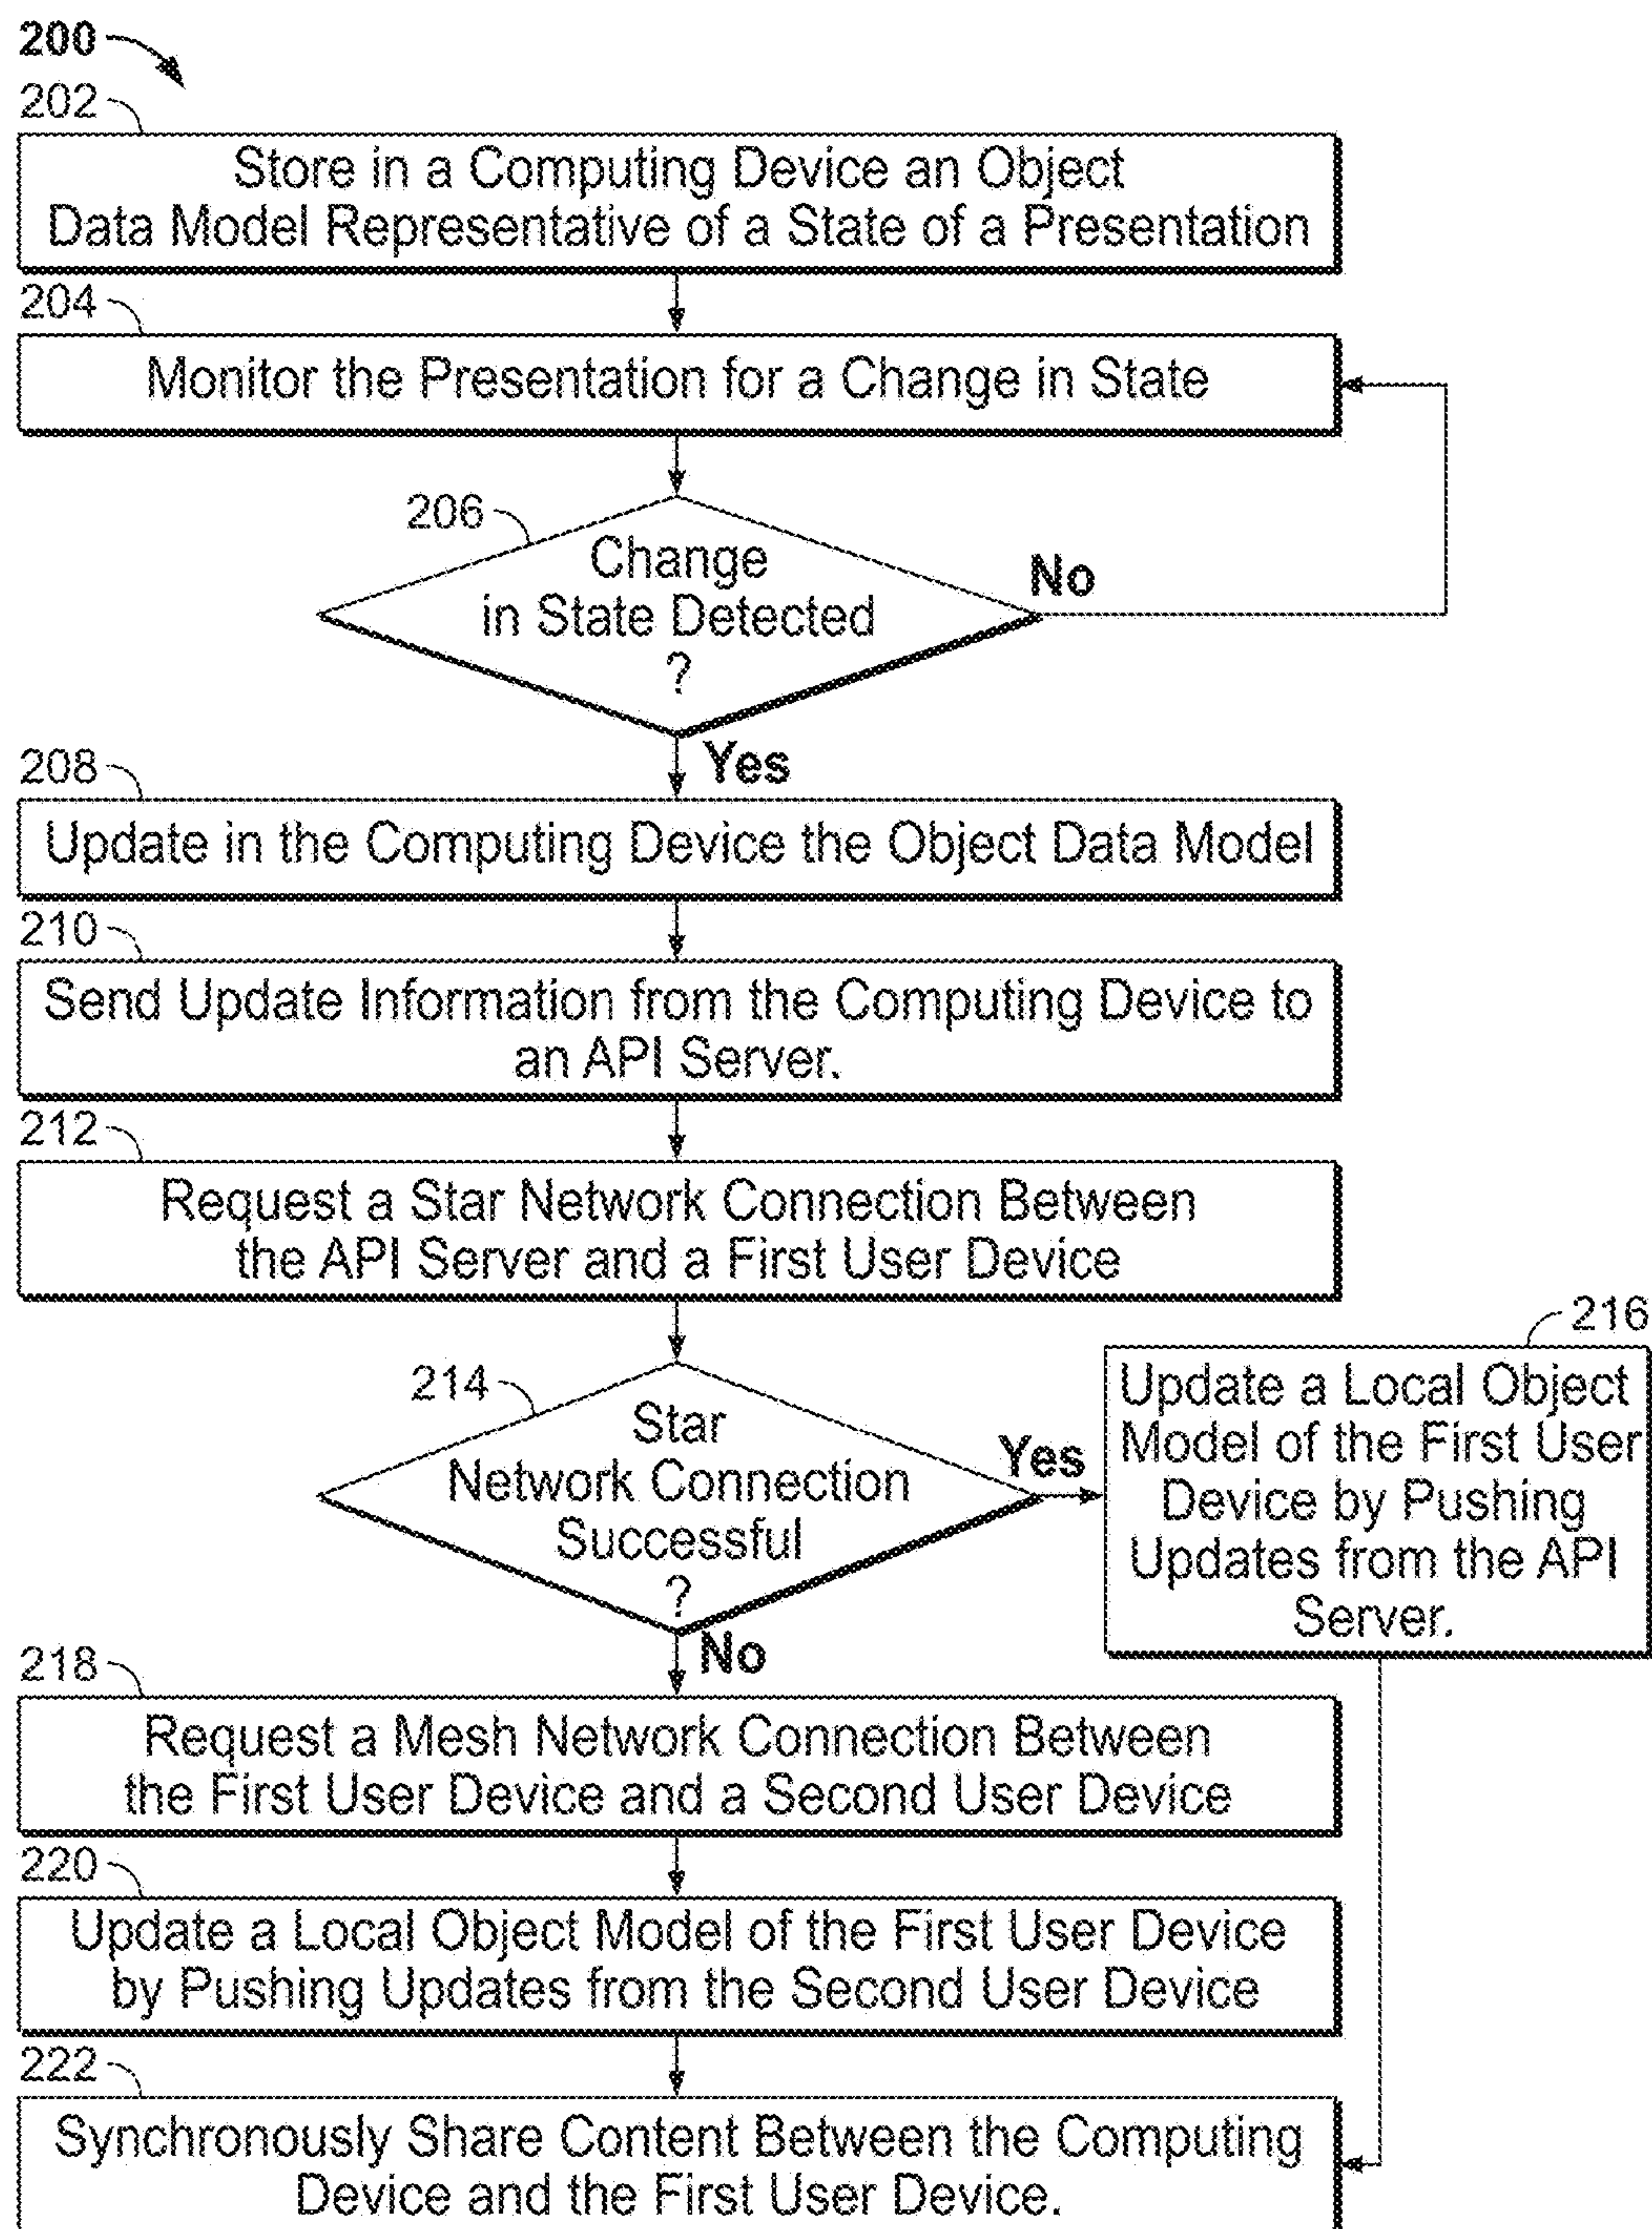 200
202
Store in a Computing Device an Object
Data Model Representative of a State of a Presentation
204
Monitor the Presentation for a Change in State
206
Change
in State Detected
?
No
Yes
208
Update in the Computing Device the Object Data Model
210
Send Update Information from the Computing Device to
an API Server.
212
Request a Star Network Connection Between
the API Server and a First User Device
214
Star
Network Connection
Successful
?
Yes
216
Update a Local Object
Model of the First User
Device by Pushing
Updates from the API
Server.
No
218
Request a Mesh Network Connection Between
the First User Device and a Second User Device
220
Update a Local Object Model of the First User Device
by Pushing Updates from the Second User Device
222
Synchronously Share Content Between the Computing
Device and the First User Device.